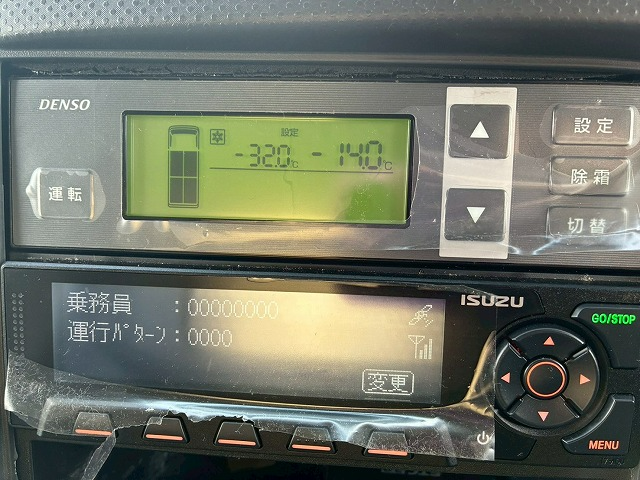 DENSO
設定
-32.0℃ -14.0℃
設定
運転
除霜
切替
ISUZU
乗務員 :00000000
運行ﾊﾟﾀｰﾝ:0000
変更
GO/STOP
MENU